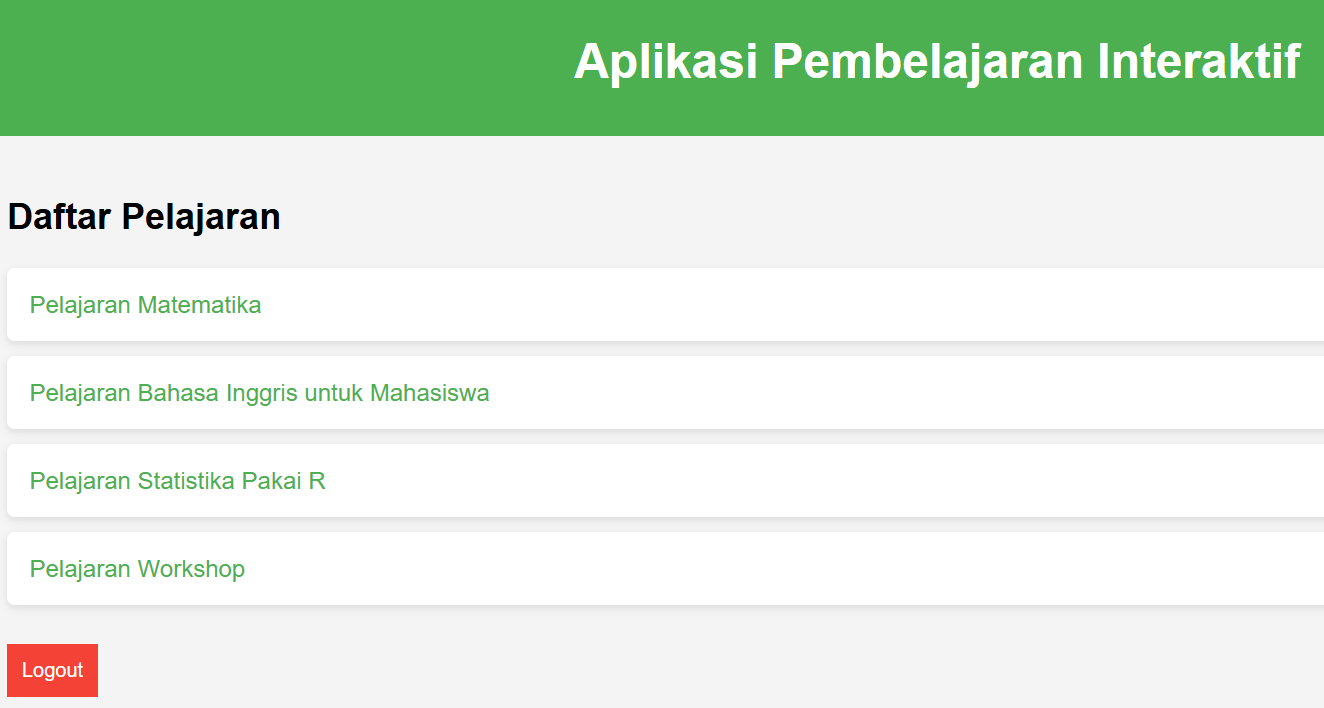 Aplikasi Pembelajaran Interaktif
Daftar Pelajaran
Pelajaran Matematika
Pelajaran Bahasa Inggris untuk Mahasiswa
Pelajaran Statistika Pakai R
Pelajaran Workshop
Logout